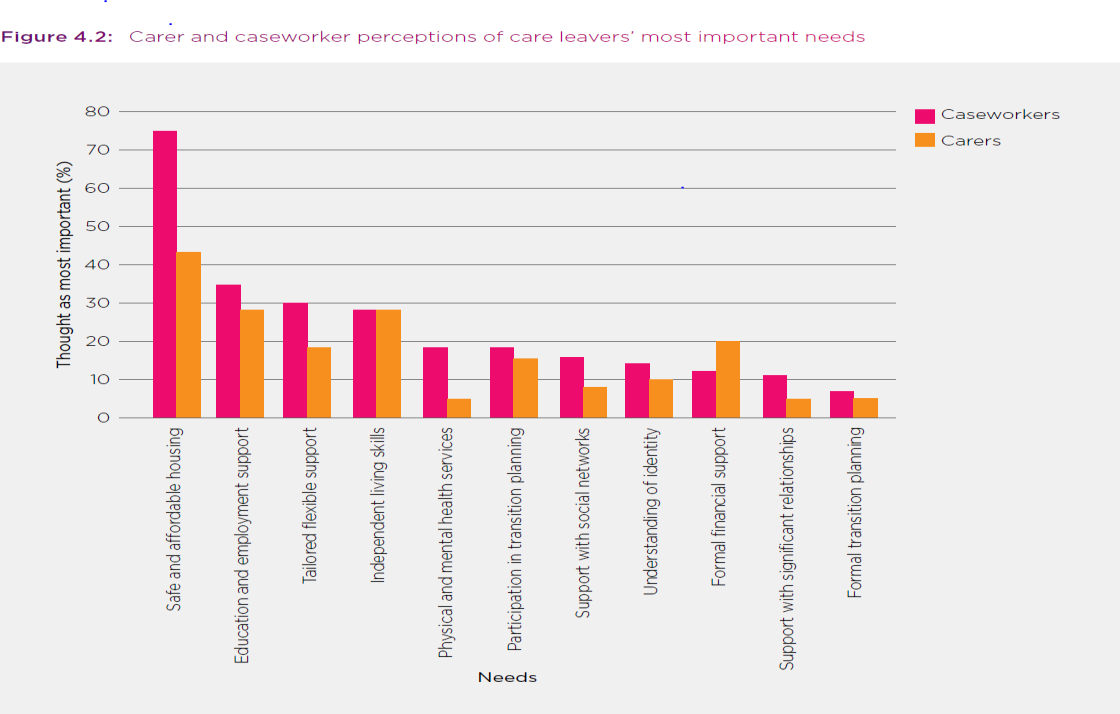 Figure 4.2: Carer and caseworker perceptions of care leavers’ most important needs
Caseworkers
Carers
Thought as most important (%)
80
70
60
50
40
30
20
10
0
Safe and affordable housing
Education and employment support
Tailored flexible support
Independent living skills
Physical and mental health services
Participation in transition planning
Support with social networks
Understanding of identity
Formal financial support
Support with significant relationships
Formal transition planning
Needs